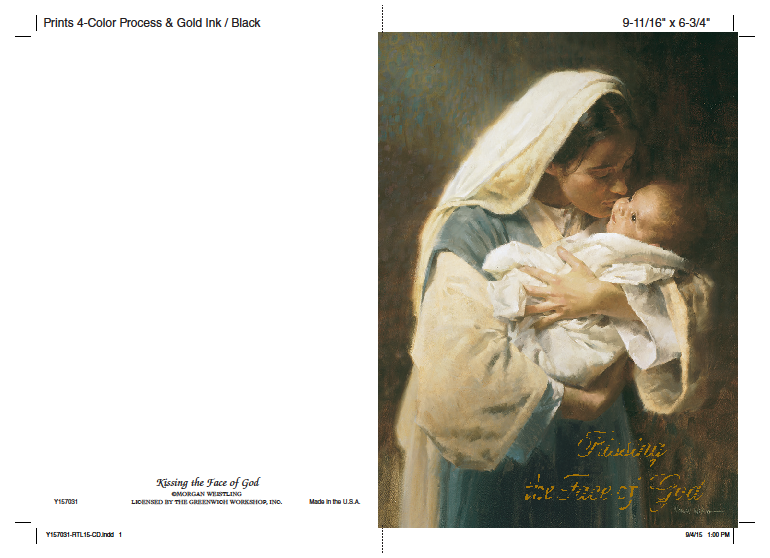 Prints 4-Color Process & Gold Ink / Black
9-11/16" x 6-3/4"
Kissing
the Face of God
Kissing the Face of God
©MORGAN WEISTLING
LICENSED BY THE GREENWICH WORKSHOP, INC.
Y157031
Made in the U.S.A.
Y157031-RTL15-CD.indd 1
9/4/15 1:00 PM